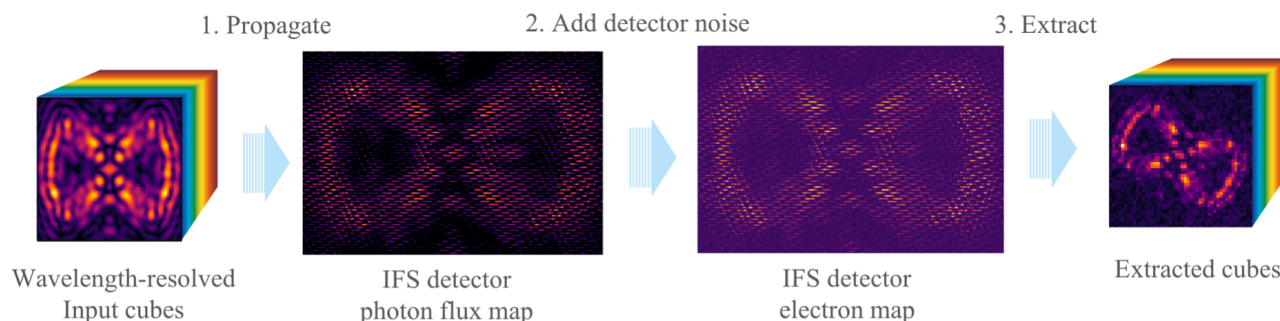 1. Propagate
2. Add detector noise
3. Extract
Wavelength-resolved
Input cubes
IFS detector
photon flux map
IFS detector
electron map
Extracted cubes